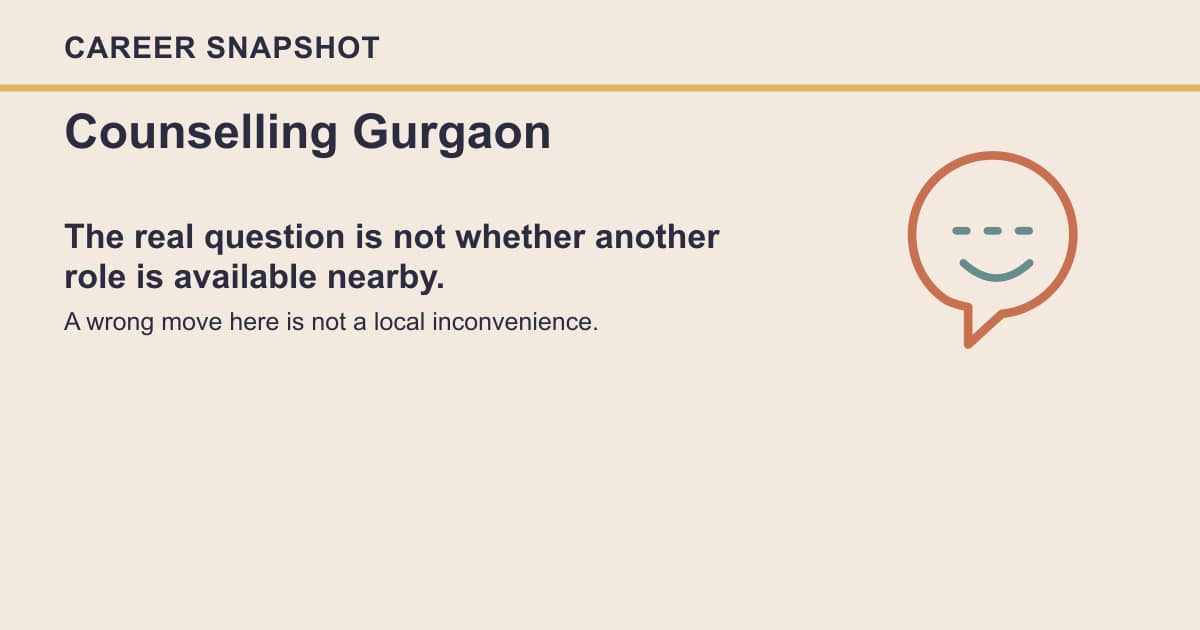 CAREER SNAPSHOT
Counselling Gurgaon
The real question is not whether another
role is available nearby.
A wrong move here is not a local inconvenience.